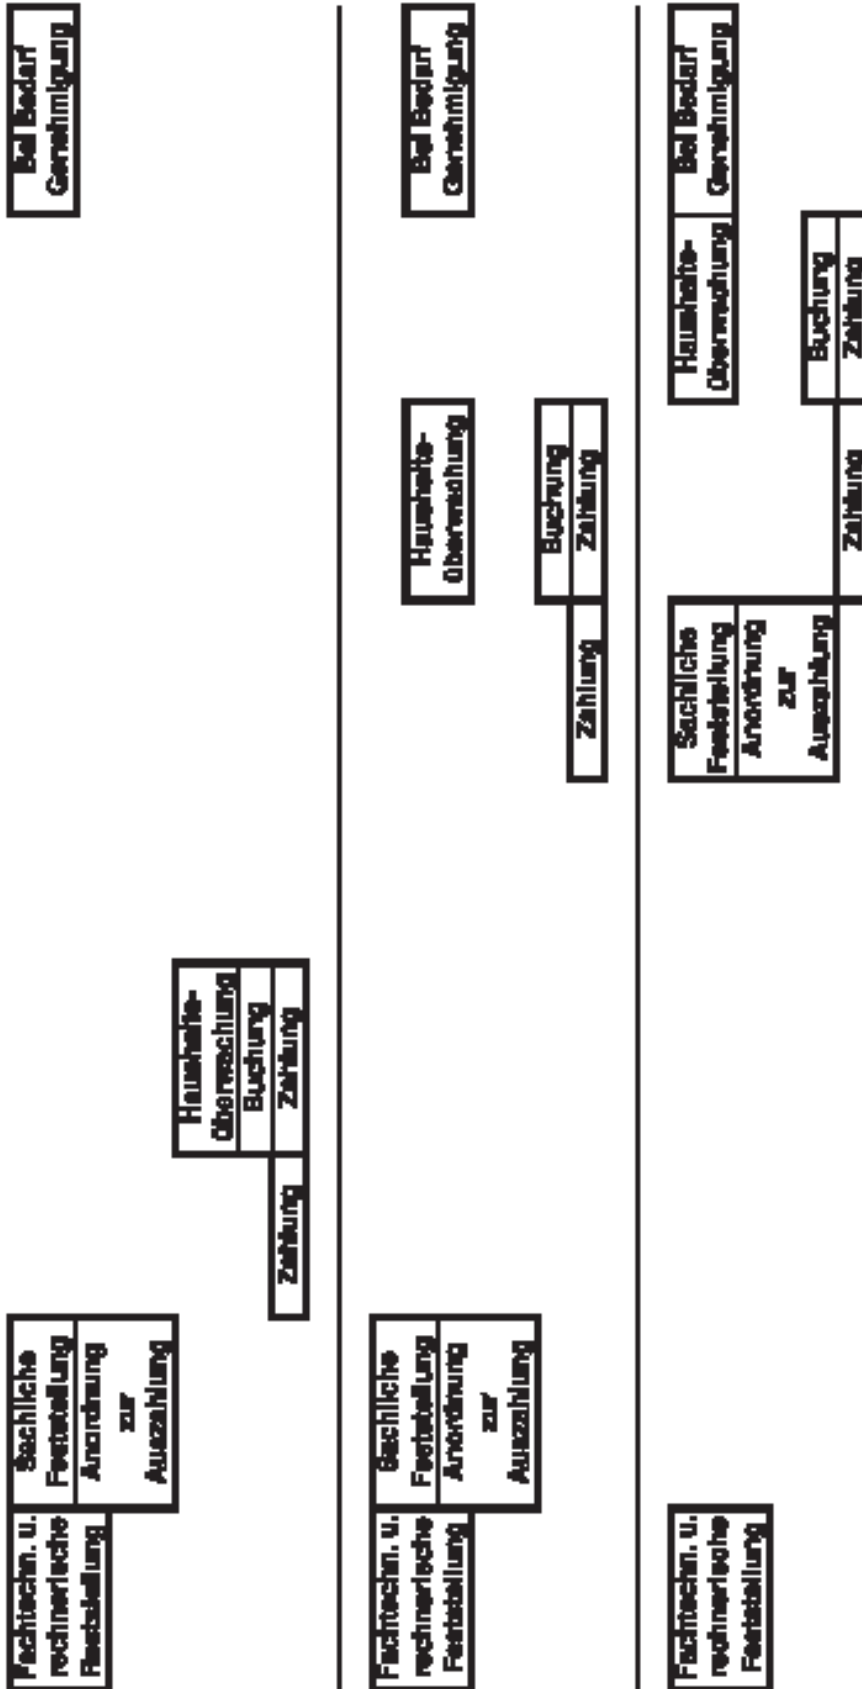 Fachtechn. u.
rechnerische
Feststellung
Sachliche
Feststellung
Anordnung
zur
Auszahlung
Zahlung
Haushalts-
überwachung
Buchung
Zahlung
Bei Bedarf
Genehmigung
Fachtechn. u.
rechnerische
Feststellung
Sachliche
Feststellung
Anordnung
zur
Auszahlung
Zahlung
Haushalts-
überwachung
Buchung
Zahlung
Bei Bedarf
Genehmigung
Fachtechn. u.
rechnerische
Feststellung
Sachliche
Feststellung
Anordnung
zur
Auszahlung
Zahlung
Haushalts-
überwachung
Buchung
Zahlung
Bei Bedarf
Genehmigung